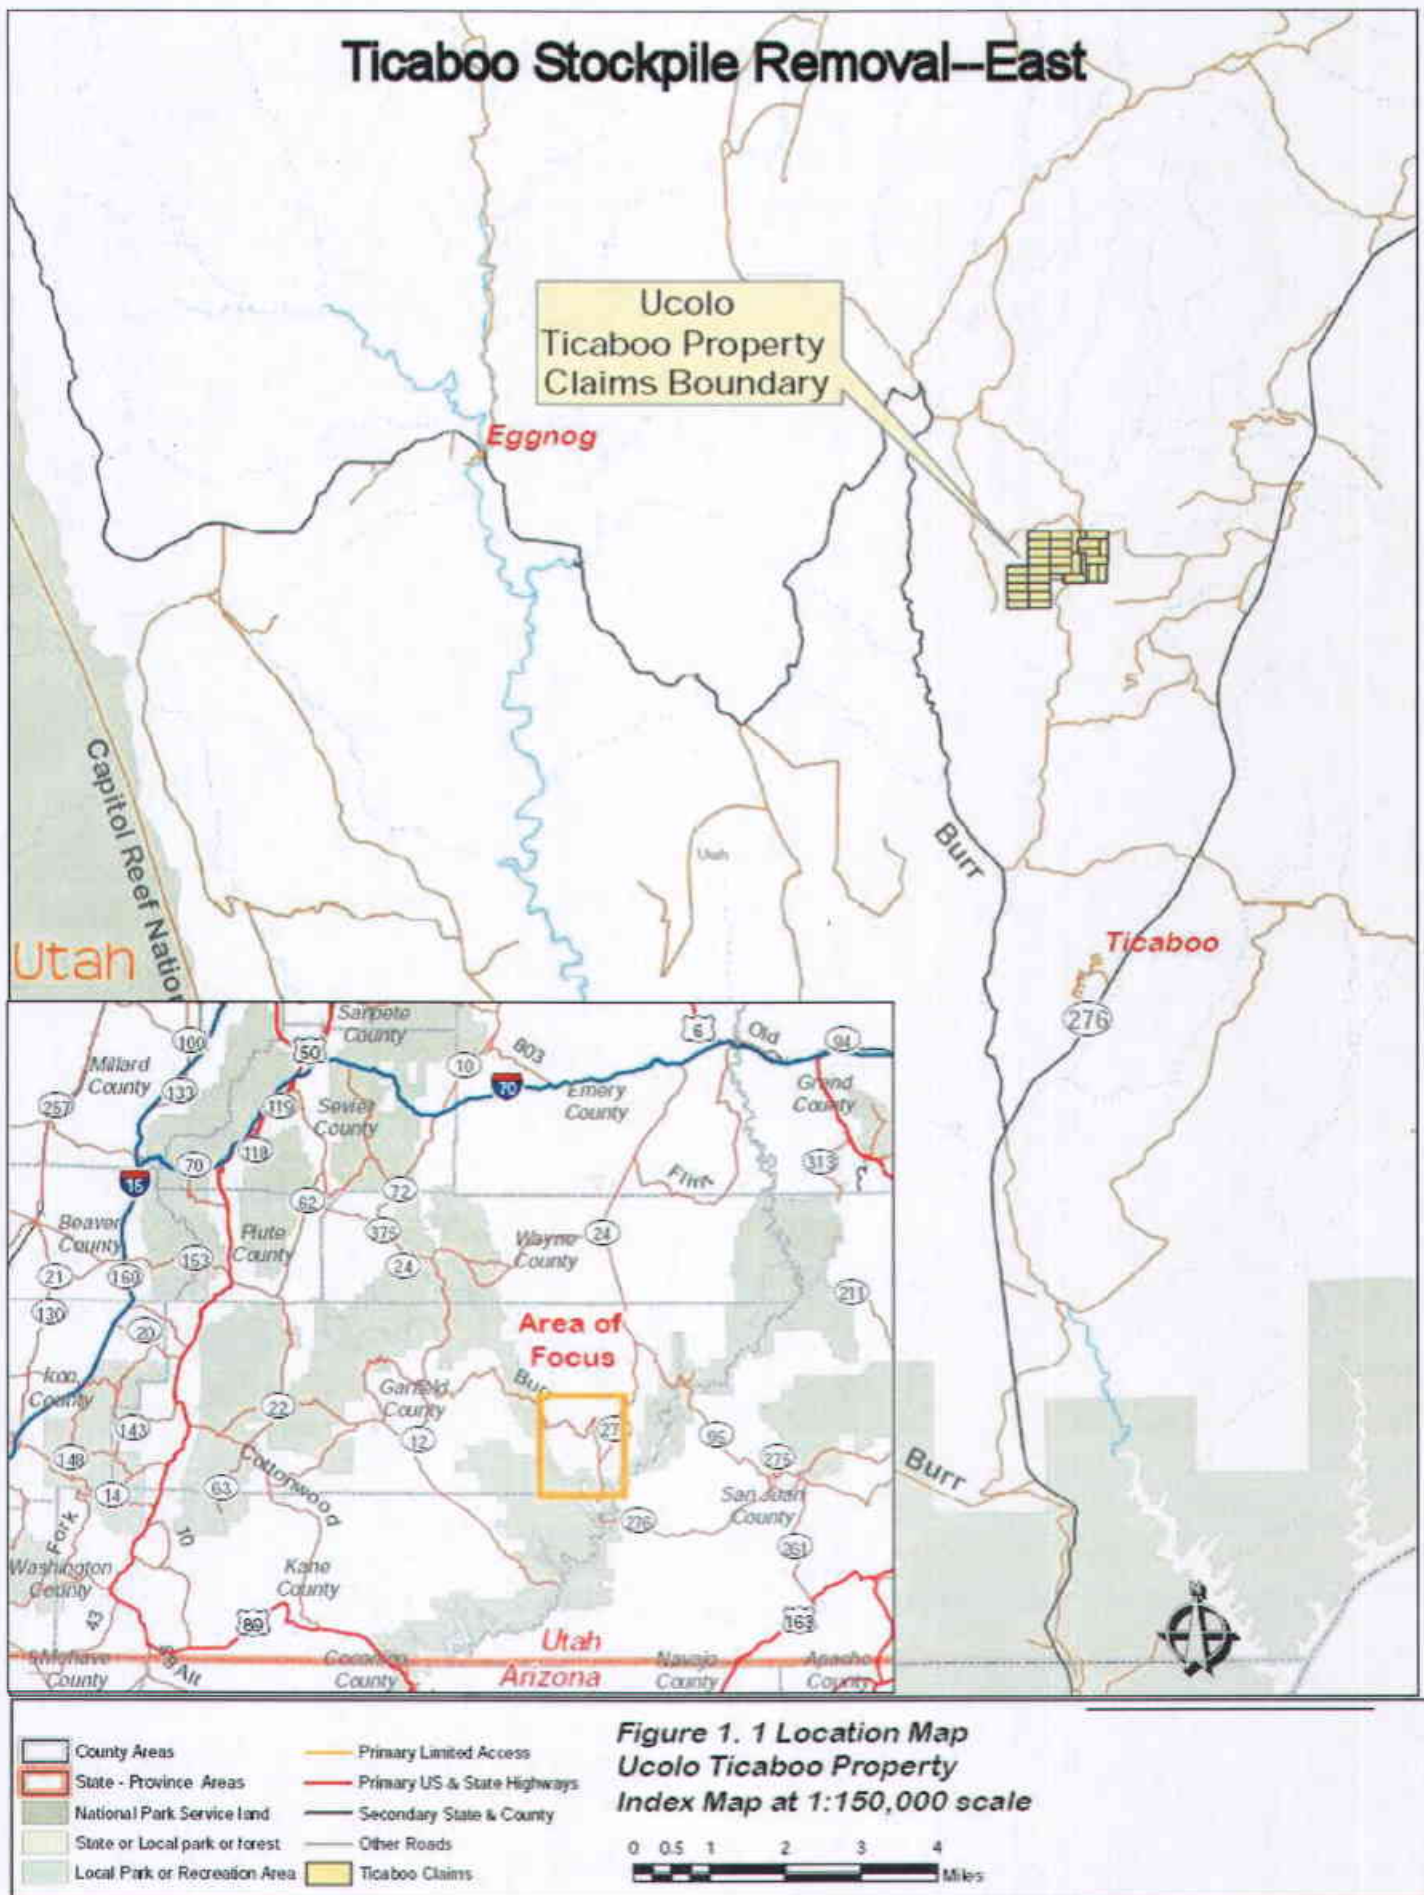 Ticaboo Stockpile Removal--East
Ucolo
Ticaboo Property
Claims Boundary
Eggnog
Capitol Reef Nation
Utah
Burr
Utah
Ticaboo
276
Burr
Sanpete
County
Millard
County
100
50
10
803
6
Old
94
70
Emery
County
Grand
County
257
133
119
Sevier
County
118
70
15
313
Flint
72
62
Beaver
County
Piute
County
375
Wayne
County
24
24
153
21
160
130
211
20
Area of
Focus
Iron
County
Garfield
County
Burr
22
27
143
12
95
148
275
14
63
Cottonwood
San Juan
County
276
Fork
10
261
Washington
County
Kane
County
43
89
163
89 Alt
Utah
Arizona
Mohave
County
Coconino
County
Navajo
County
Apache
County
County Areas
State - Province Areas
National Park Service land
State or Local park or forest
Local Park or Recreation Area
Primary Limited Access
Primary US & State Highways
Secondary State & County
Other Roads
Ticaboo Claims
Figure 1. 1 Location Map
Ucolo Ticaboo Property
Index Map at 1:150,000 scale
0 0.5 1 2 3 4
Miles